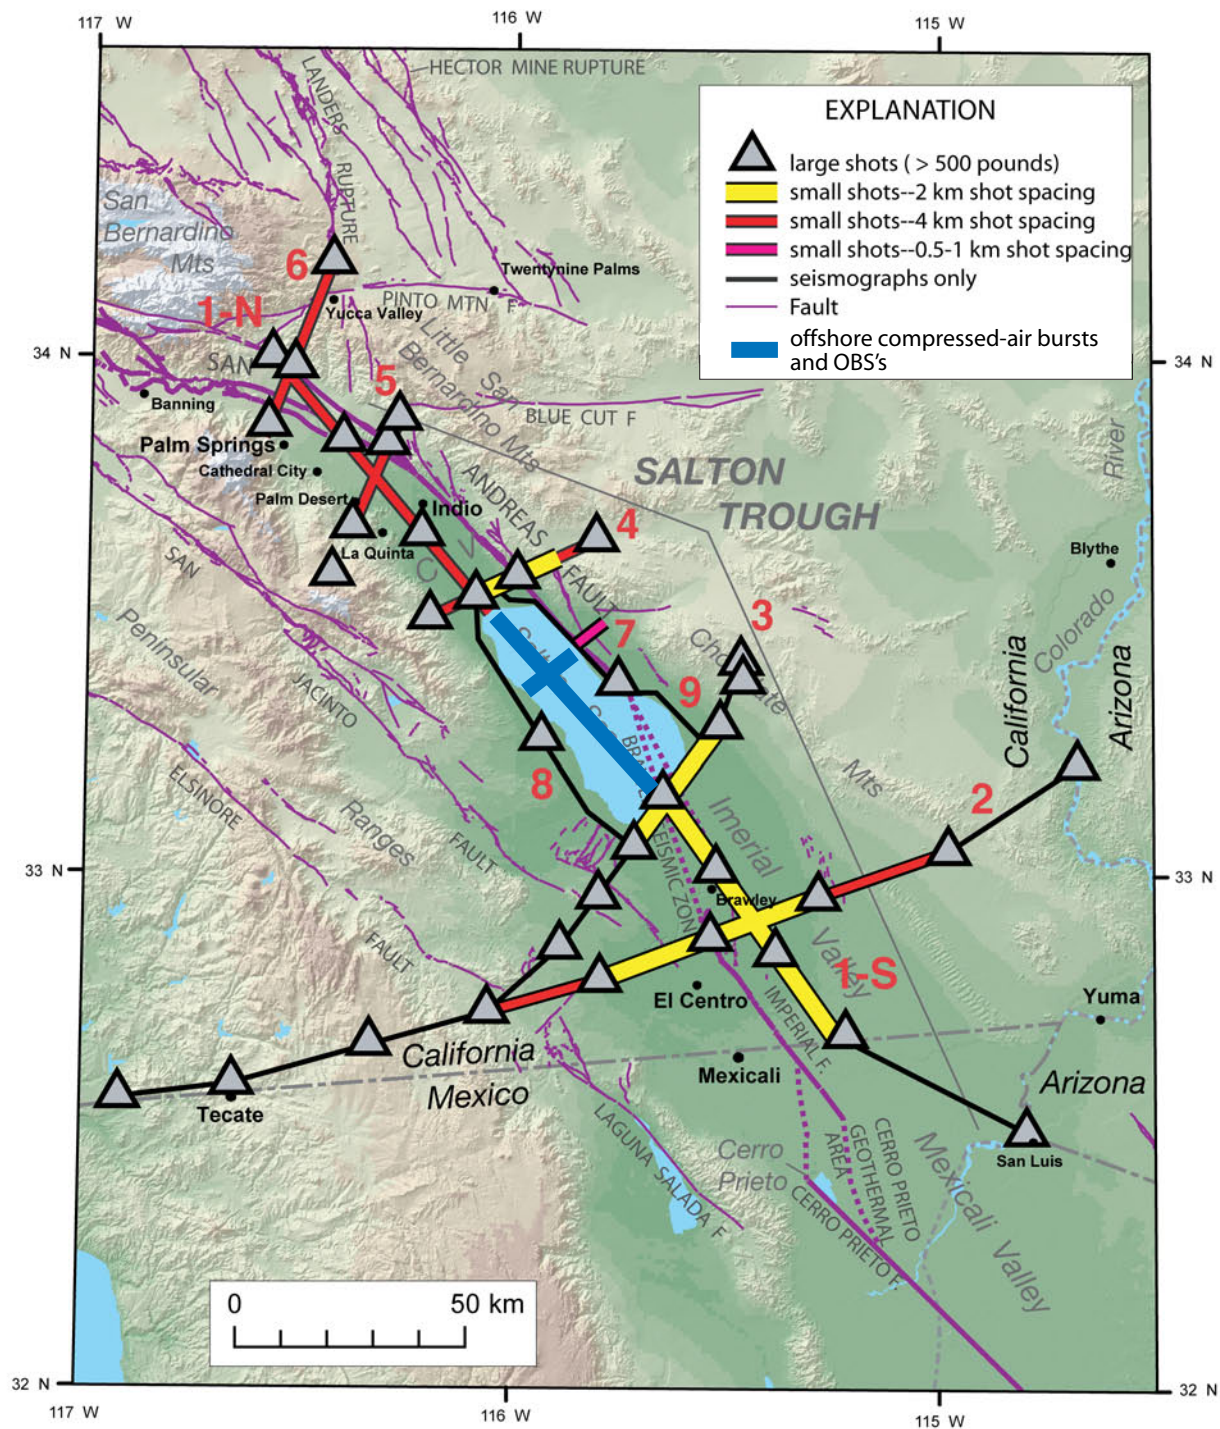 117 W
116 W
115 W
HECTOR MINE RUPTURE
LANDERS
RUPTURE
EXPLANATION
large shots ( > 500 pounds)
small shots--2 km shot spacing
small shots--4 km shot spacing
small shots--0.5-1 km shot spacing
seismographs only
Fault
offshore compressed-air bursts
and OBS's
San
Bernardino
Mts
6
Twentynine Palms
PINTO MTN F
Yucca Valley
1-N
34 N
34 N
SAN
Little
San
Bernardino Mts
5
Banning
BLUE CUT F
Palm Springs
Cathedral City
SALTON
TROUGH
River
Palm Desert
Indio
ANDREAS
FAULT
4
La Quinta
C V
Blythe
SAN
JACINTO
FAULT
Peninsular
Ranges
7
3
Colorado
California
Arizona
9
Mts
8
ELSINORE
FAULT
2
Imerial
Valley
33 N
33 N
Brawley
1-S
El Centro
IMPERIAL F.
Yuma
California
Mexico
Mexicali
Arizona
Tecate
LAGUNA SALADA F
Cerro
Prieto
CERRO PRIETO
GEOTHERMAL
AREA
San Luis
CERRO PRIETO F.
Mexicali Valley
0
50 km
32 N
32 N
117 W
116 W
115 W